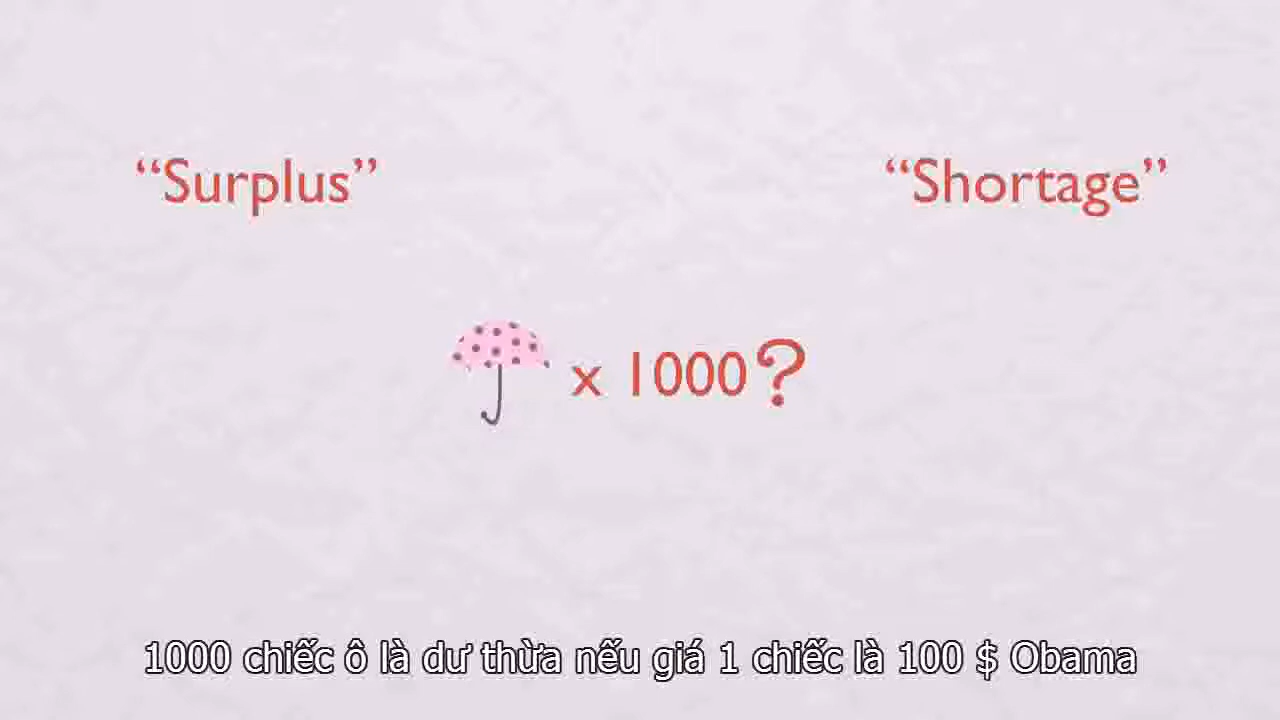 “Surplus”
“Shortage”
x 1000?
1000 chiếc ô là dư thừa nếu giá 1 chiếc là 100 $ Obama